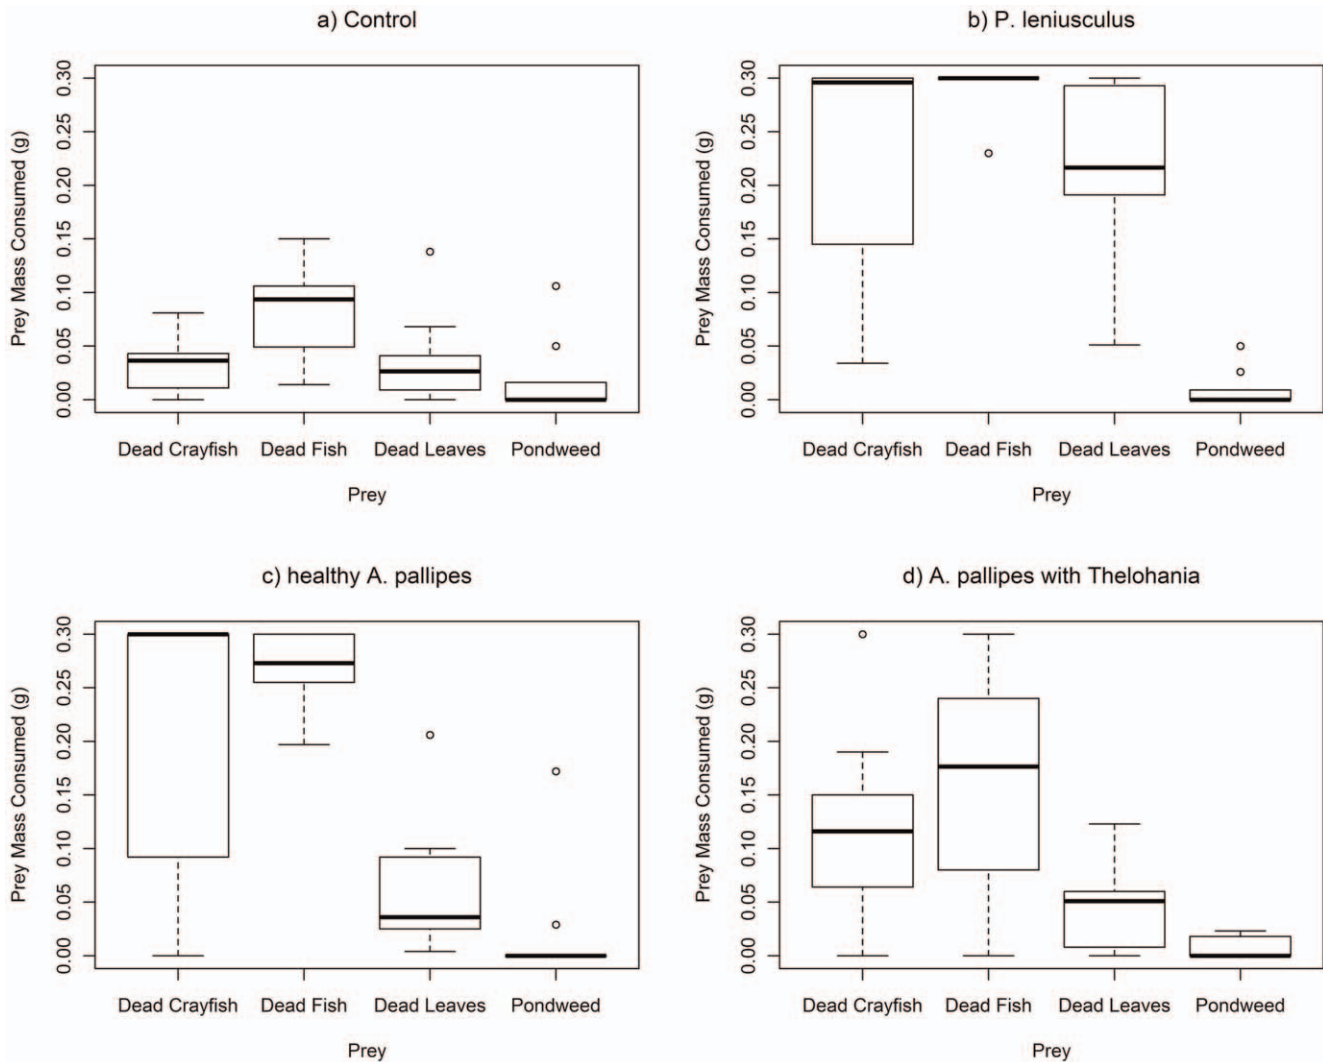 a) Control
Prey Mass Consumed (g)
0.30
0.25
0.20
0.15
0.10
0.05
0.00
Dead Crayfish Dead Fish Dead Leaves Pondweed
Prey
b) P. leniusculus
Prey Mass Consumed (g)
0.30
0.25
0.20
0.15
0.10
0.05
0.00
Dead Crayfish Dead Fish Dead Leaves Pondweed
Prey
c) healthy A. pallipes
Prey Mass Consumed (g)
0.30
0.25
0.20
0.15
0.10
0.05
0.00
Dead Crayfish Dead Fish Dead Leaves Pondweed
Prey
d) A. pallipes with Thelohania
Prey Mass Consumed (g)
0.30
0.25
0.20
0.15
0.10
0.05
0.00
Dead Crayfish Dead Fish Dead Leaves Pondweed
Prey